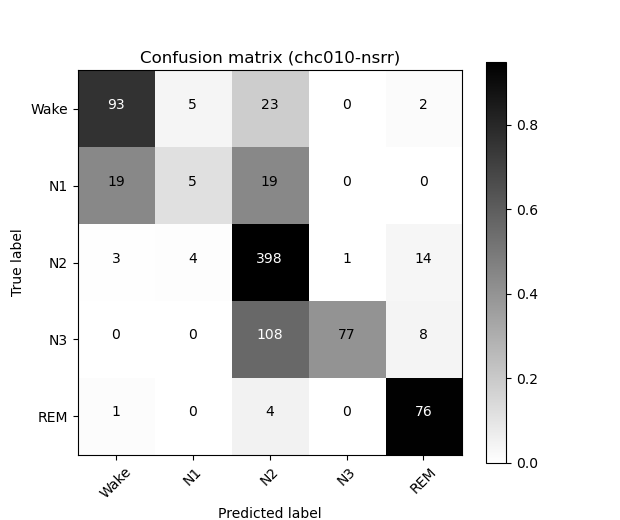 Confusion matrix (chc010-nsrr)
Wake 93 5 23 0 2
N1 19 5 19 0 0
N2 3 4 398 1 14
N3 0 0 108 77 8
REM 1 0 4 0 76
Wake N1 N2 N3 REM
True label
Predicted label
0.8
0.6
0.4
0.2
0.0